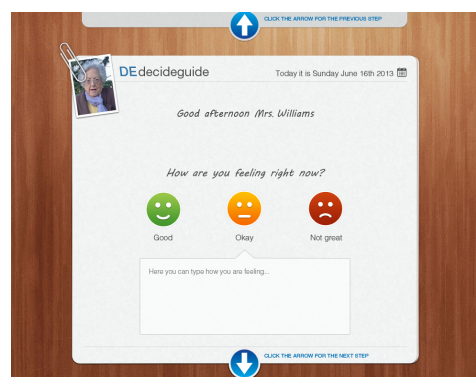 CLICK THE ARROW FOR THE PREVIOUS STEP
DEdecideguide
Today it is Sunday June 16th 2013
Good afternoon Mrs. Williams
How are you feeling right now?
Good Okay Not great
Here you can type how you are feeling...
CLICK THE ARROW FOR THE NEXT STEP